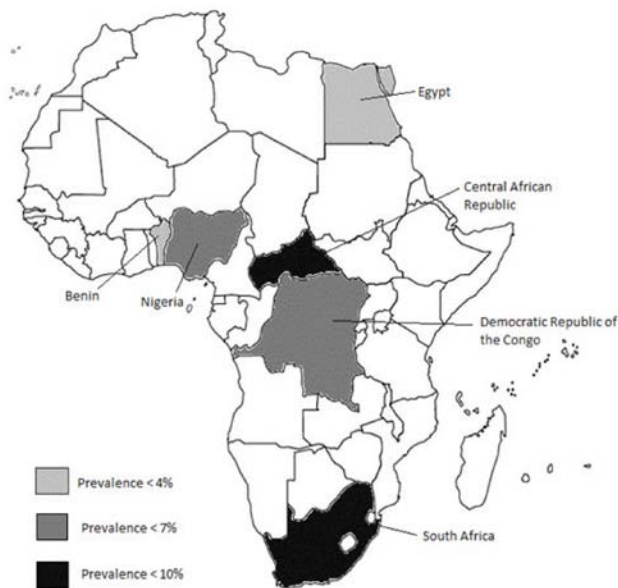 Egypt
Central African
Republic
Benin
Nigeria
Democratic Republic of
the Congo
Prevalence < 4%
Prevalence < 7%
South Africa
Prevalence < 10%